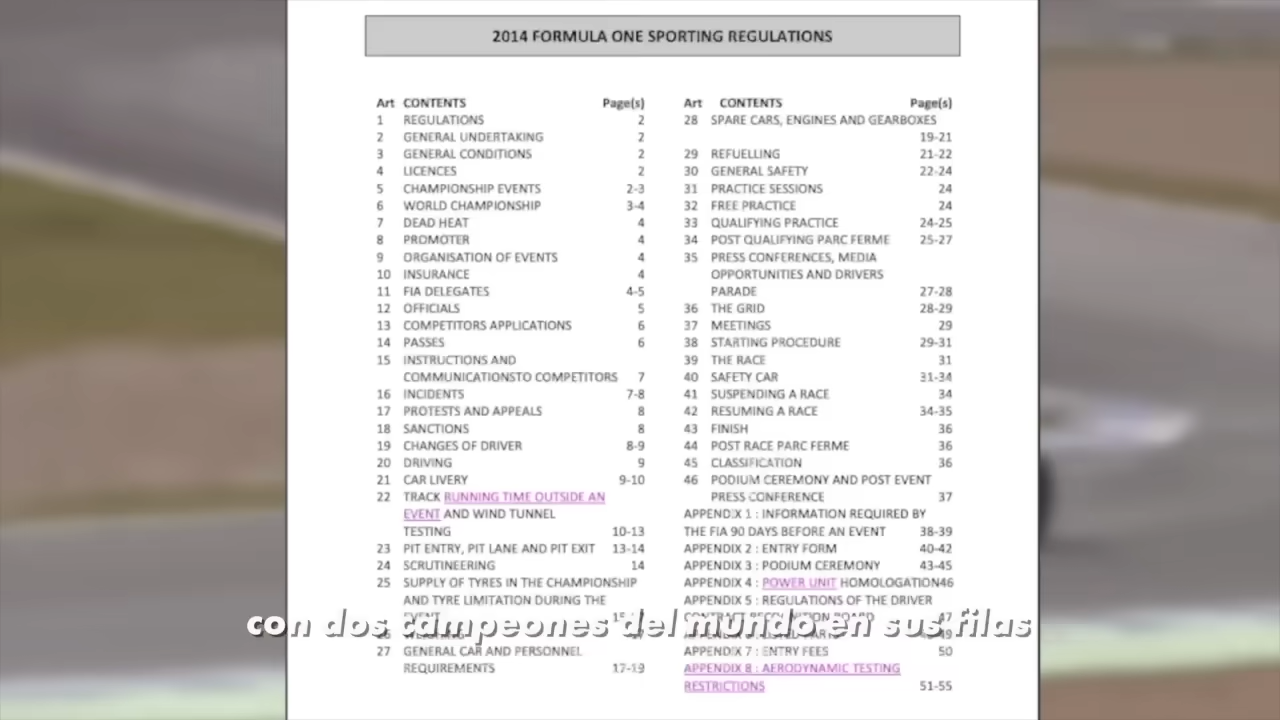 2014 FORMULA ONE SPORTING REGULATIONS
Art CONTENTS Page(s)
1 REGULATIONS 2
2 GENERAL UNDERTAKING 2
3 GENERAL CONDITIONS 2
4 LICENCES 2
5 CHAMPIONSHIP EVENTS 2-3
6 WORLD CHAMPIONSHIP 3-4
7 DEAD HEAT 4
8 PROMOTER 4
9 ORGANISATION OF EVENTS 4
10 INSURANCE 4
11 FIA DELEGATES 4-5
12 OFFICIALS 5
13 COMPETITORS APPLICATIONS 6
14 PASSES 6
15 INSTRUCTIONS AND
COMMUNICATIONSTO COMPETITORS 7
16 INCIDENTS 7-8
17 PROTESTS AND APPEALS 8
18 SANCTIONS 8
19 CHANGES OF DRIVER 8-9
20 DRIVING 9
21 CAR LIVERY 9-10
22 TRACK RUNNING TIME OUTSIDE AN
EVENT AND WIND TUNNEL
TESTING 10-13
23 PIT ENTRY, PIT LANE AND PIT EXIT 13-14
24 SCRUTINEERING 14
25 SUPPLY OF TYRES IN THE CHAMPIONSHIP
AND TYRE LIMITATION DURING THE
EVENT
27 GENERAL CAR AND PERSONNEL
REQUIREMENTS 17-19
Art CONTENTS Page(s)
28 SPARE CARS, ENGINES AND GEARBOXES
19-21
29 REFUELLING 21-22
30 GENERAL SAFETY 22-24
31 PRACTICE SESSIONS 24
32 FREE PRACTICE 24
33 QUALIFYING PRACTICE 24-25
34 POST QUALIFYING PARC FERME 25-27
35 PRESS CONFERENCES, MEDIA
OPPORTUNITIES AND DRIVERS
PARADE 27-28
36 THE GRID 28-29
37 MEETINGS 29
38 STARTING PROCEDURE 29-31
39 THE RACE 31
40 SAFETY CAR 31-34
41 SUSPENDING A RACE 34
42 RESUMING A RACE 34-35
43 FINISH 36
44 POST RACE PARC FERME 36
45 CLASSIFICATION 36
46 PODIUM CEREMONY AND POST EVENT
PRESS CONFERENCE 37
APPENDIX 1 : INFORMATION REQUIRED BY
THE FIA 90 DAYS BEFORE AN EVENT 38-39
APPENDIX 2 : ENTRY FORM 40-42
APPENDIX 3 : PODIUM CEREMONY 43-45
APPENDIX 4 : POWER UNIT HOMOLOGATION46
APPENDIX 5 : REGULATIONS OF THE DRIVER
CONTRACT RECOGNITION BOARD 47
APPENDIX 7 : ENTRY FEES 50
APPENDIX 8 : AERODYNAMIC TESTING
RESTRICTIONS 51-55
con dos campeones del mundo en sus filas